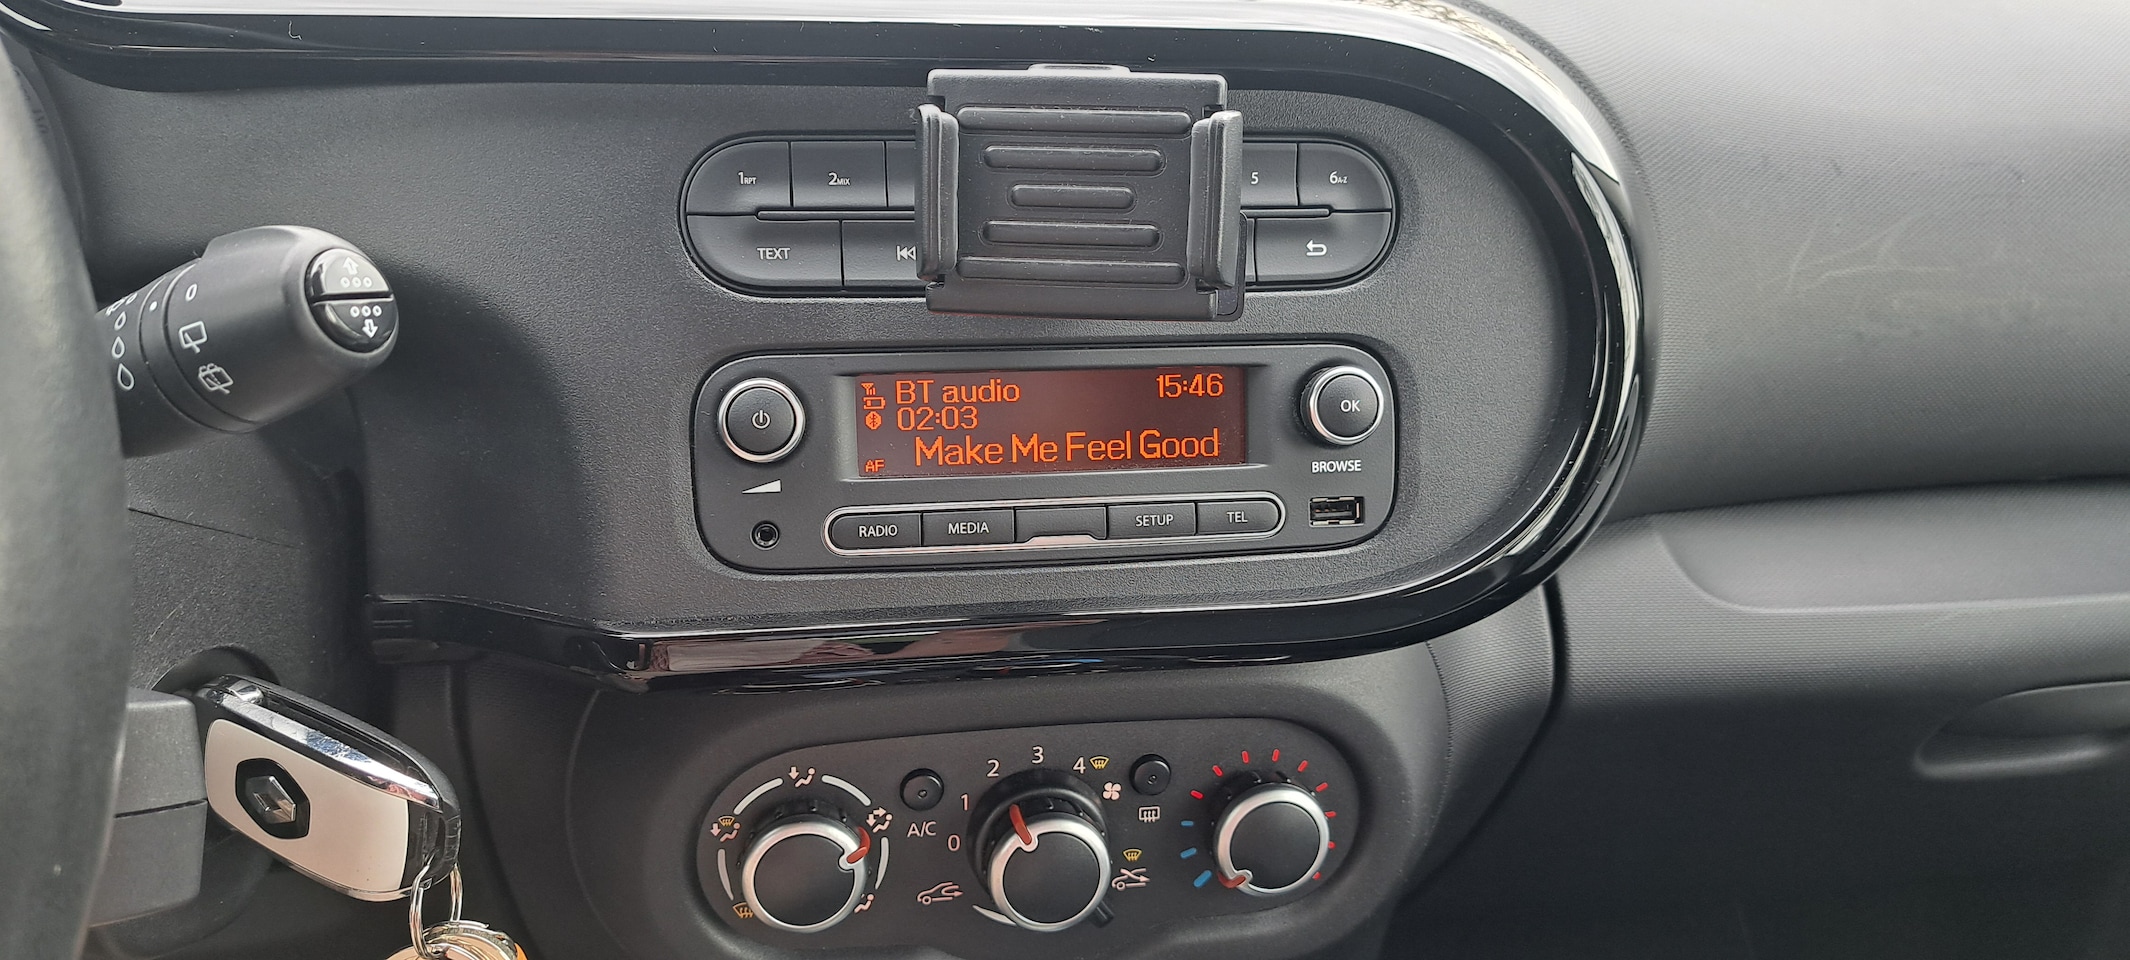 1RPT 2MIX 5 6A-Z
TEXT
BT audio 15:46
02:03
Make Me Feel Good
AF
OK
BROWSE
RADIO MEDIA SETUP TEL
0 1 2 3 4
A/C